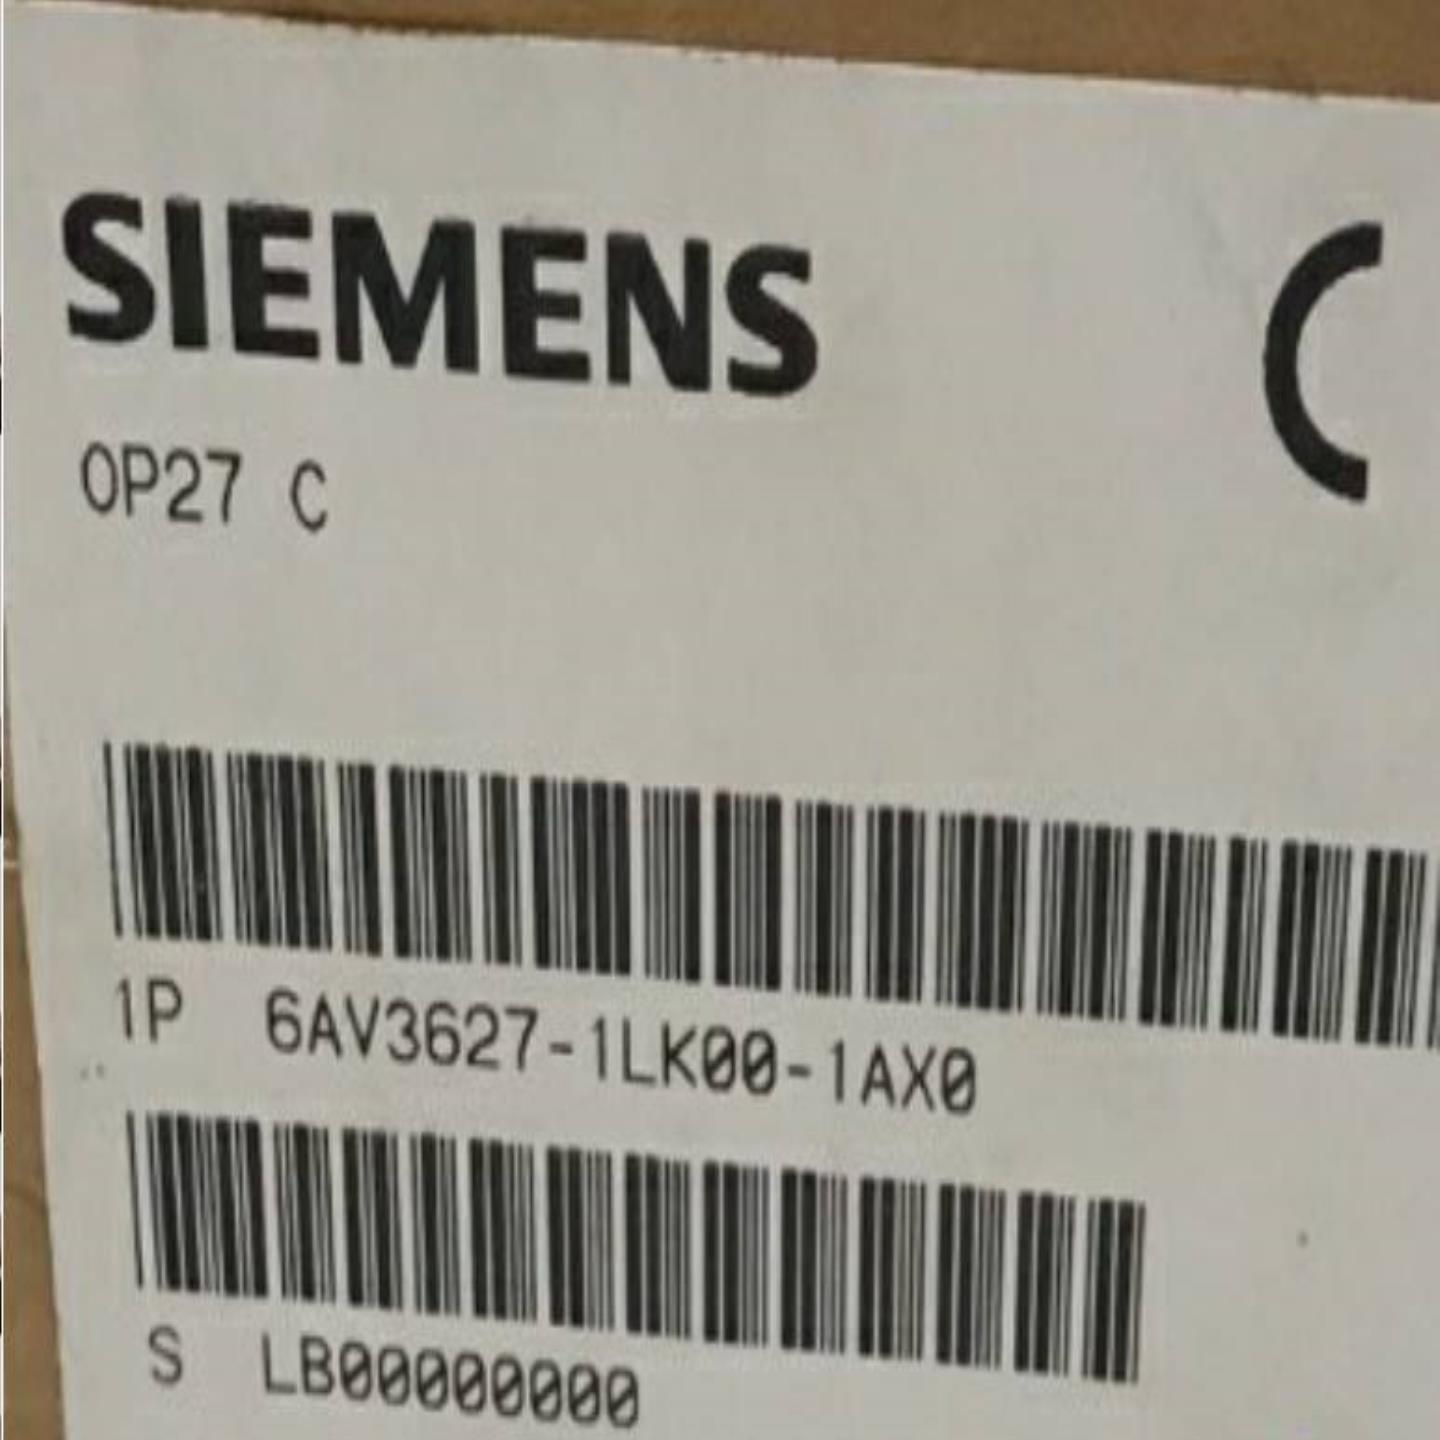 SIEMENS
OP27 C
1P 6AV3627-1LK00-1AX0
S LB00000000